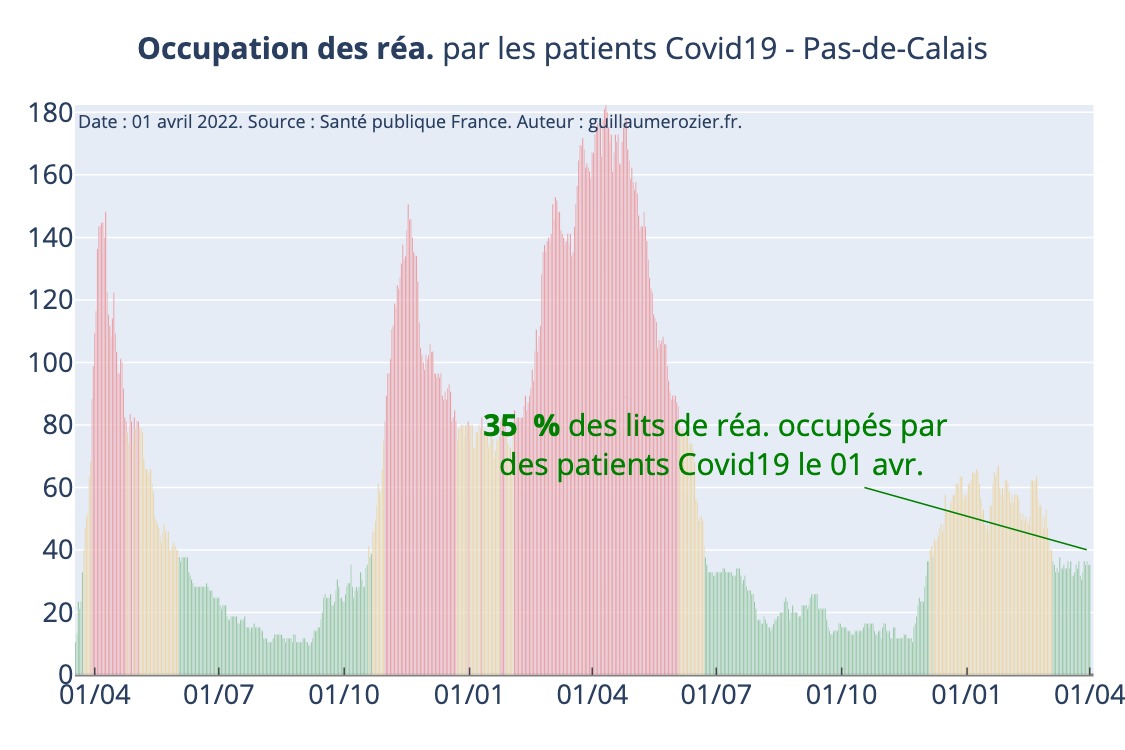 Occupation des réa. par les patients Covid19 - Pas-de-Calais
180
Date : 01 avril 2022. Source : Santé publique France. Auteur : guillaumerozier.fr.
160
140
120
100
80
35 % des lits de réa. occupés par
des patients Covid19 le 01 avr.
60
40
20
0
01/04 01/07 01/10 01/01 01/04 01/07 01/10 01/01 01/04